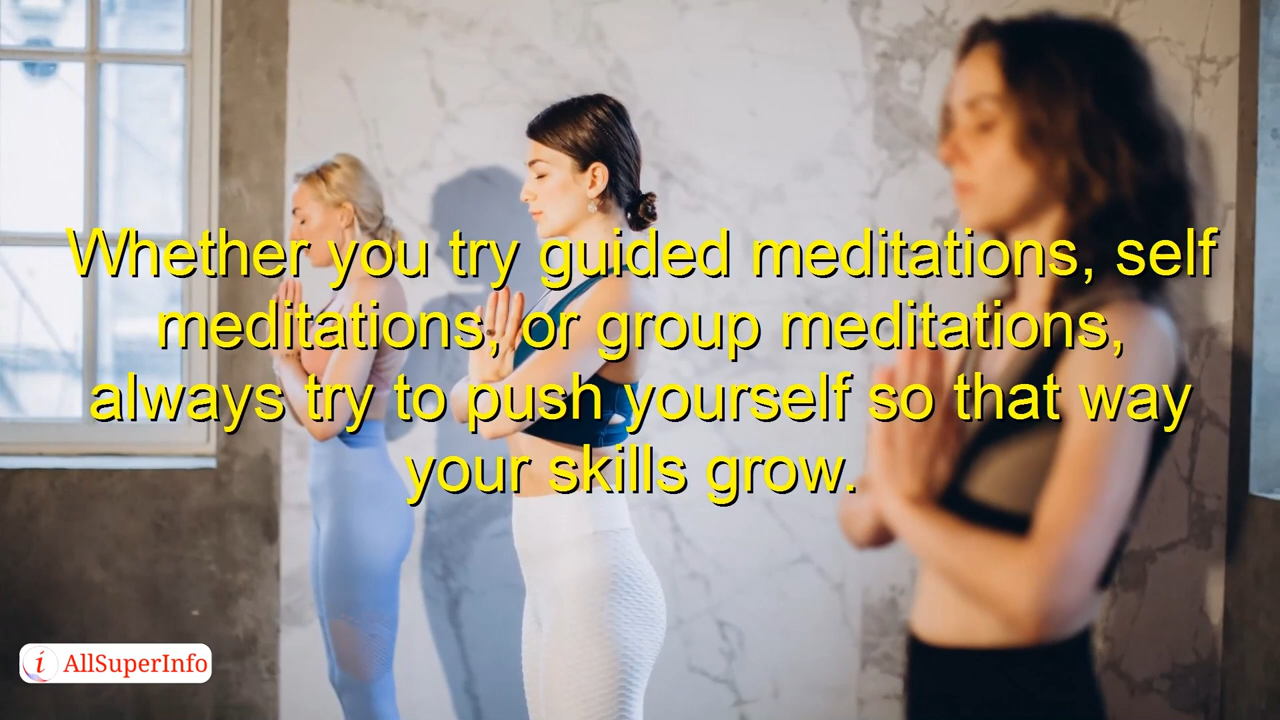 Whether you try guided meditations, self
meditations, or group meditations,
always try to push yourself so that way
your skills grow.
i AllSuperInfo